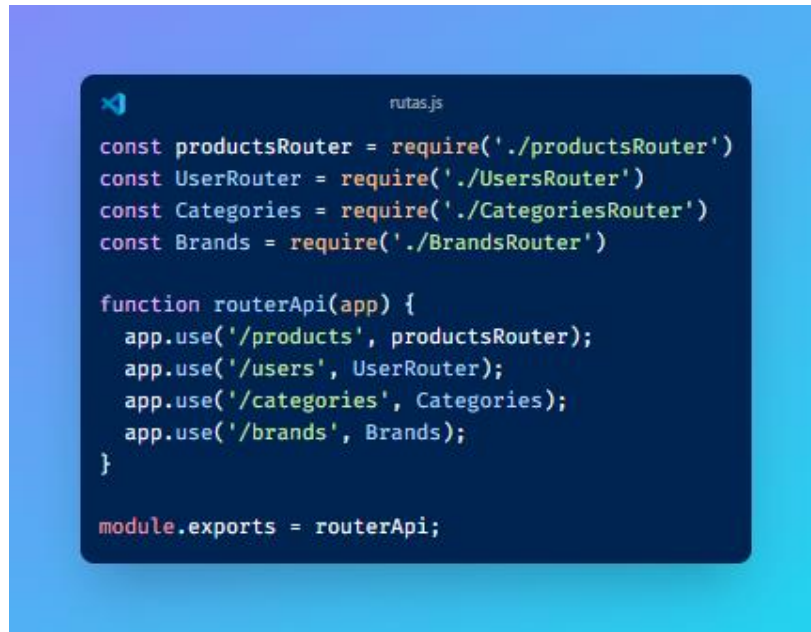 rutas.js
const productsRouter = require('./productsRouter')
const UserRouter = require('./UsersRouter')
const Categories = require('./CategoriesRouter')
const Brands = require('./BrandsRouter')
function routerApi(app) {
  app.use('/products', productsRouter);
  app.use('/users', UserRouter);
  app.use('/categories', Categories);
  app.use('/brands', Brands);
}
module.exports = routerApi;